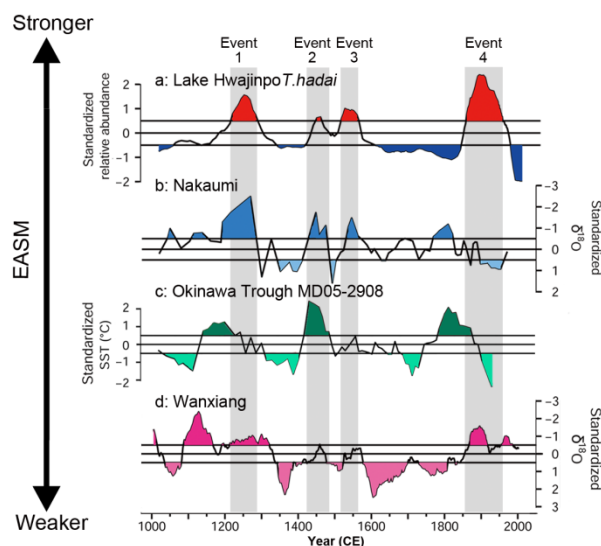 Stronger
EASM
Weaker
Event
1
Event
2
Event
3
Event
4
a: Lake Hwajinpo T.hadai
Standardized
relative abundance
2
1
0
-1
-2
b: Nakaumi
-3
-2
-1
0
1
2
Standardized
δ¹⁸O
c: Okinawa Trough MD05-2908
Standardized
SST (°C)
2
1
0
-1
-2
d: Wanxiang
-3
-2
-1
0
1
2
3
Standardized
δ¹⁸O
1000 1200 1400 1600 1800 2000
Year (CE)